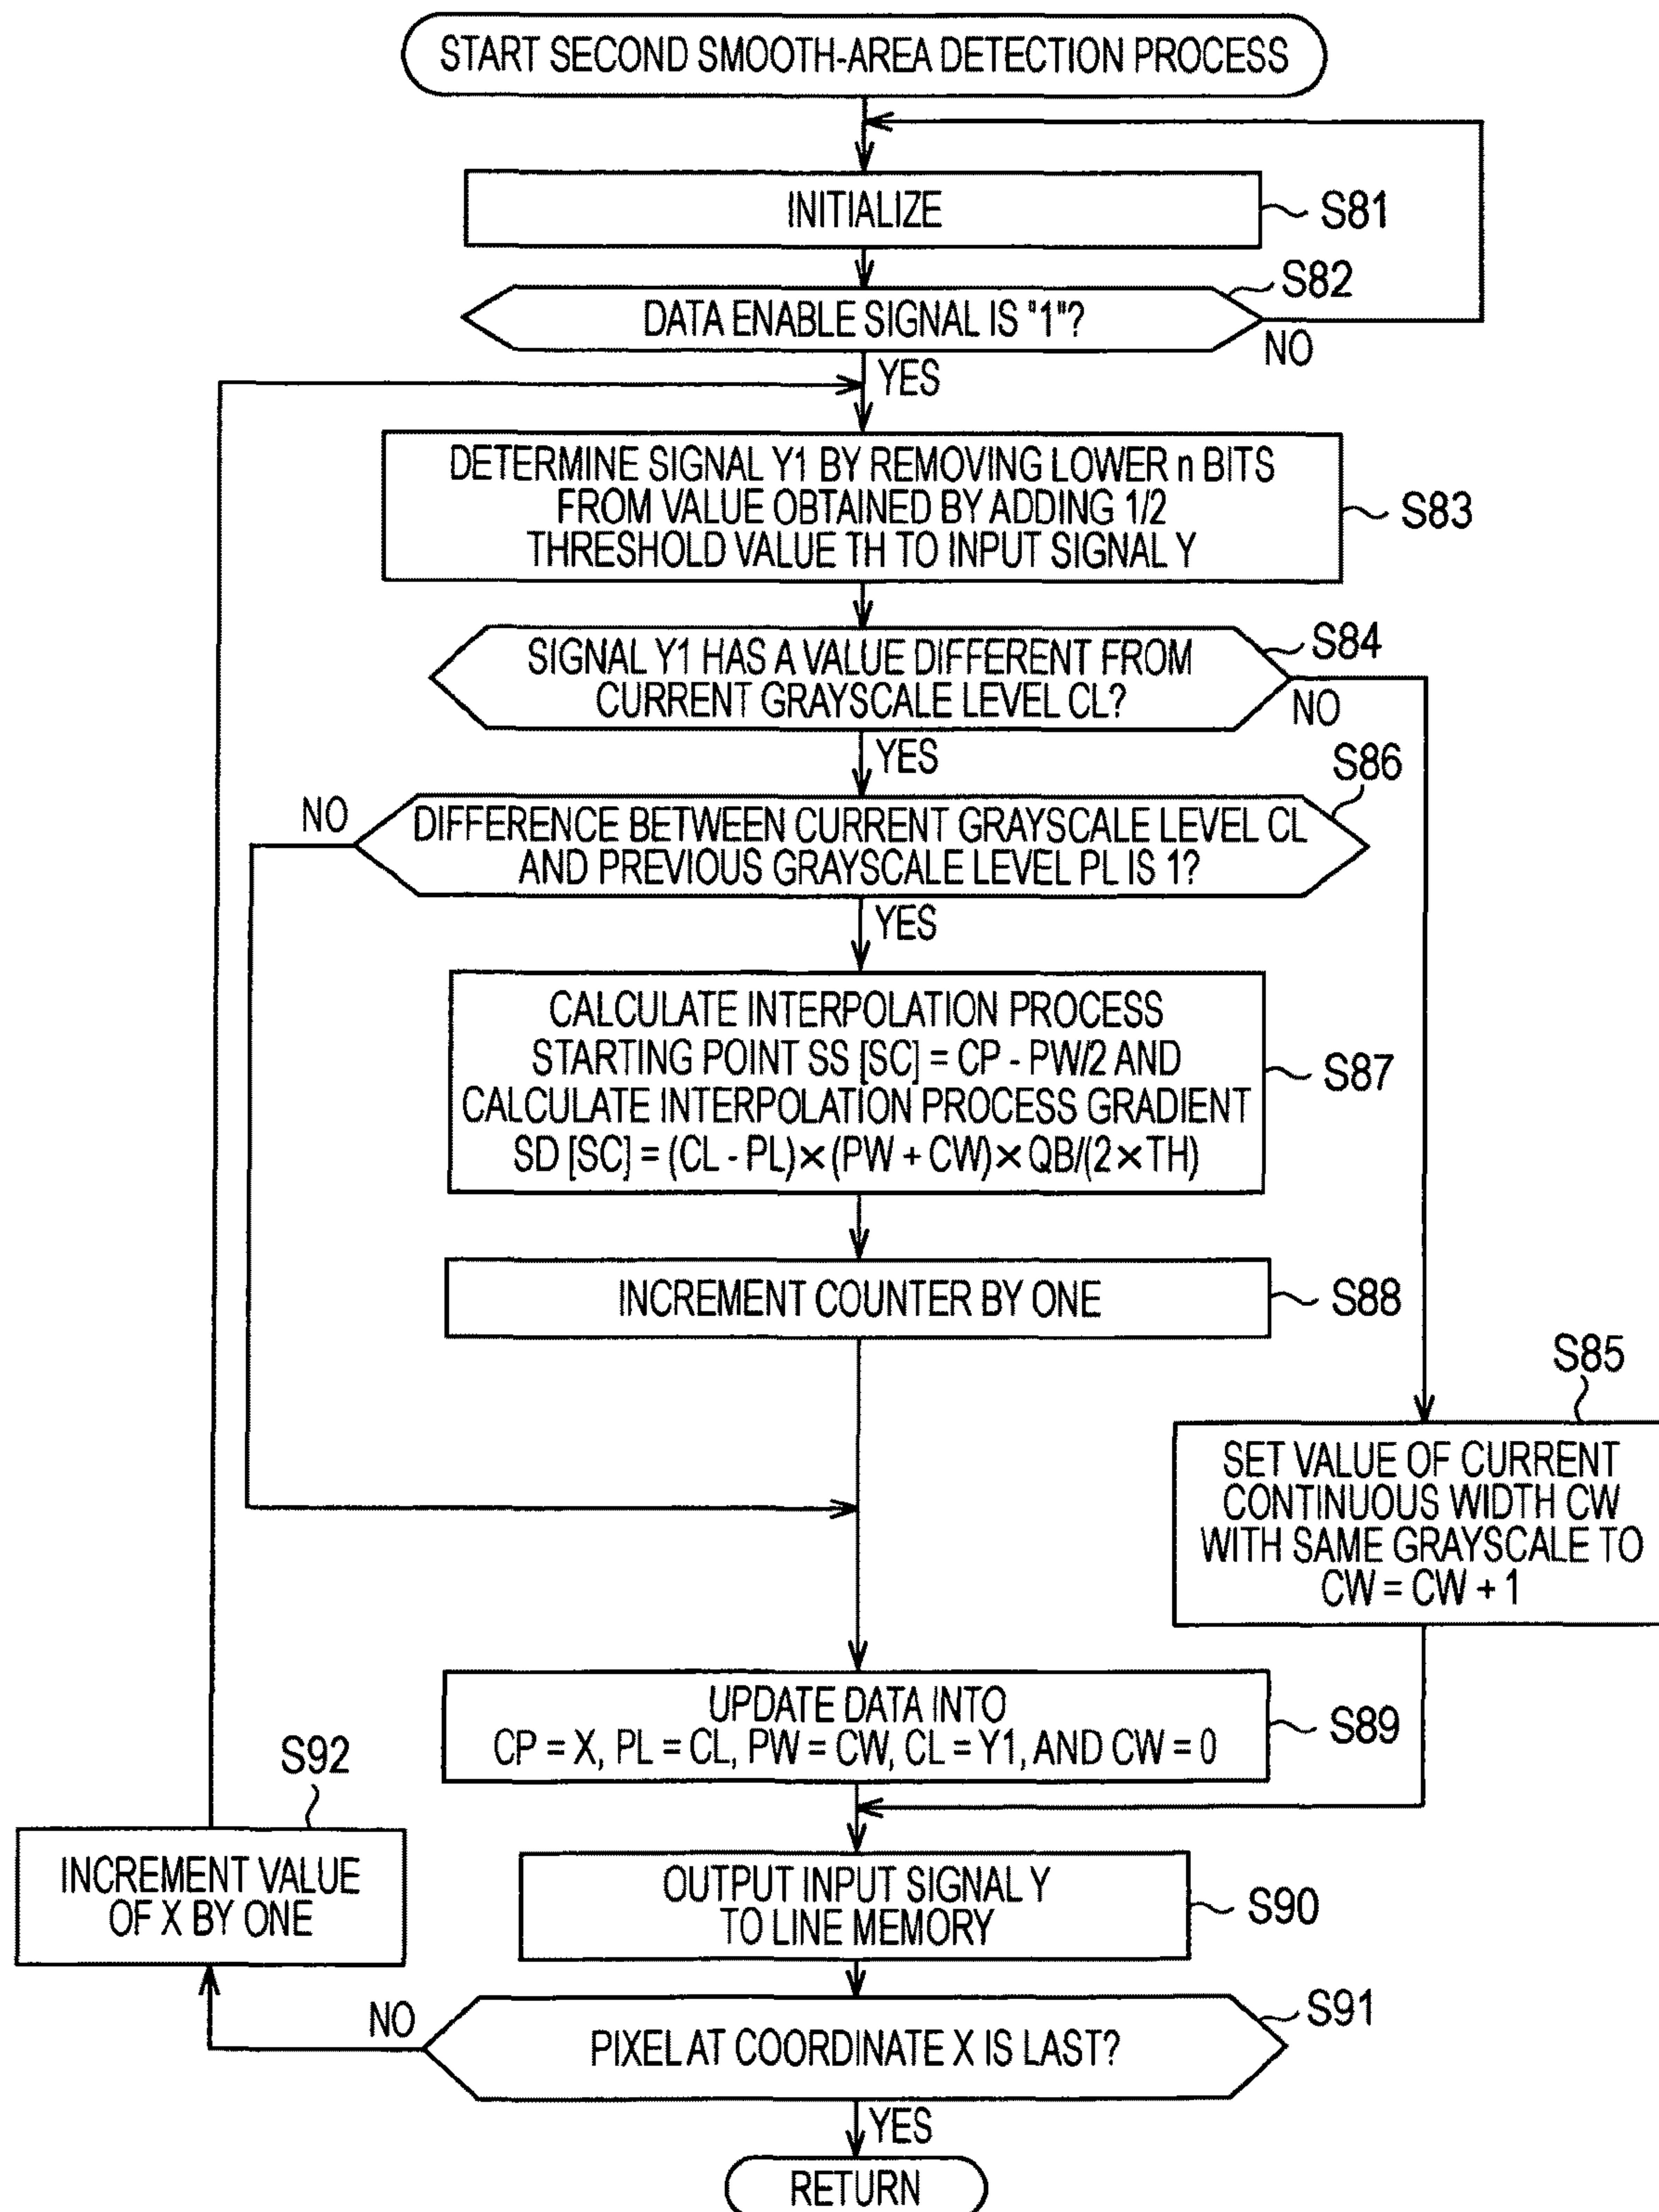 START SECOND SMOOTH-AREA DETECTION PROCESS
INITIALIZE
S81
S82
DATA ENABLE SIGNAL IS "1"?
NO
YES
DETERMINE SIGNAL Y1 BY REMOVING LOWER n BITS
FROM VALUE OBTAINED BY ADDING 1/2
THRESHOLD VALUE TH TO INPUT SIGNAL Y
S83
S84
SIGNAL Y1 HAS A VALUE DIFFERENT FROM
CURRENT GRAYSCALE LEVEL CL?
NO
YES
S86
NO
DIFFERENCE BETWEEN CURRENT GRAYSCALE LEVEL CL
AND PREVIOUS GRAYSCALE LEVEL PL IS 1?
YES
CALCULATE INTERPOLATION PROCESS
STARTING POINT SS [SC] = CP - PW/2 AND
CALCULATE INTERPOLATION PROCESS GRADIENT
SD [SC] = (CL - PL)×(PW + CW)×QB/(2×TH)
S87
INCREMENT COUNTER BY ONE
S88
S85
SET VALUE OF CURRENT
CONTINUOUS WIDTH CW
WITH SAME GRAYSCALE TO
CW = CW + 1
UPDATE DATA INTO
CP = X, PL = CL, PW = CW, CL = Y1, AND CW = 0
S89
S92
INCREMENT VALUE
OF X BY ONE
OUTPUT INPUT SIGNAL Y
TO LINE MEMORY
S90
S91
NO
PIXEL AT COORDINATE X IS LAST?
YES
RETURN